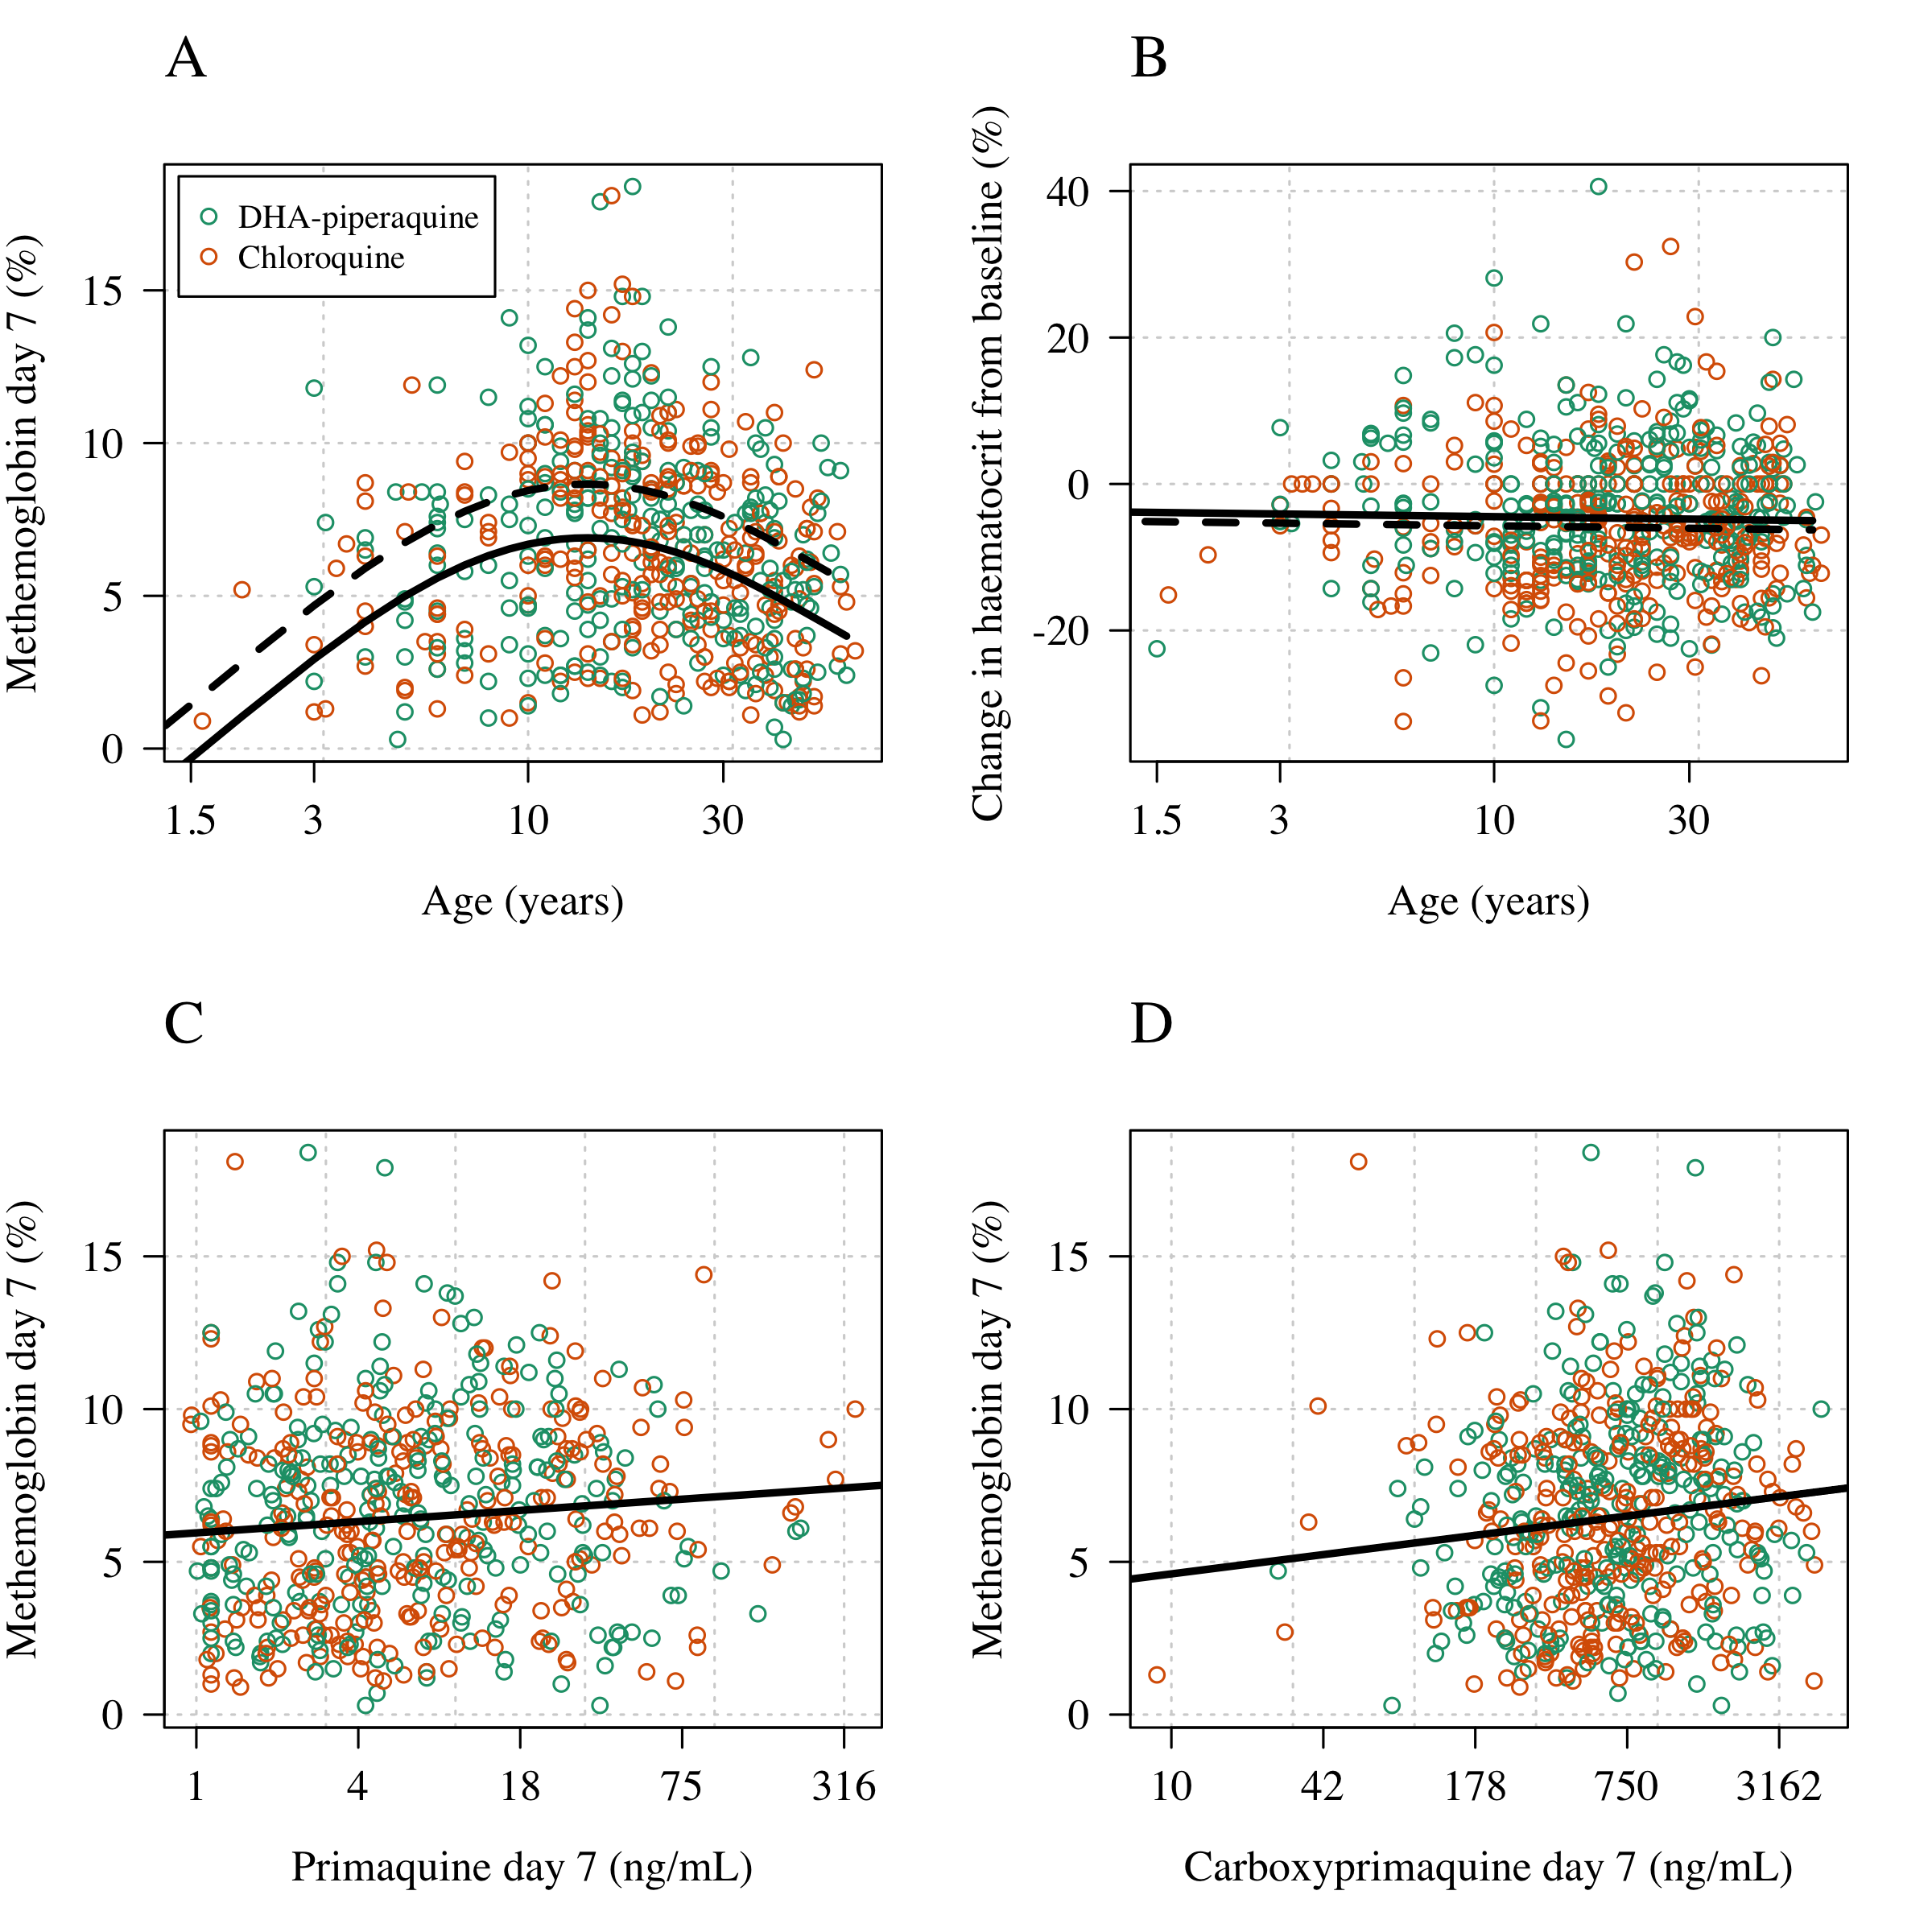 A
Methemoglobin day 7 (%)
DHA-piperaquine
Chloroquine
15
10
5
0
1.5 3 10 30
Age (years)
B
Change in haematocrit from baseline (%)
40
20
0
-20
1.5 3 10 30
Age (years)
C
Methemoglobin day 7 (%)
15
10
5
0
1 4 18 75 316
Primaquine day 7 (ng/mL)
D
Methemoglobin day 7 (%)
15
10
5
0
10 42 178 750 3162
Carboxyprimaquine day 7 (ng/mL)